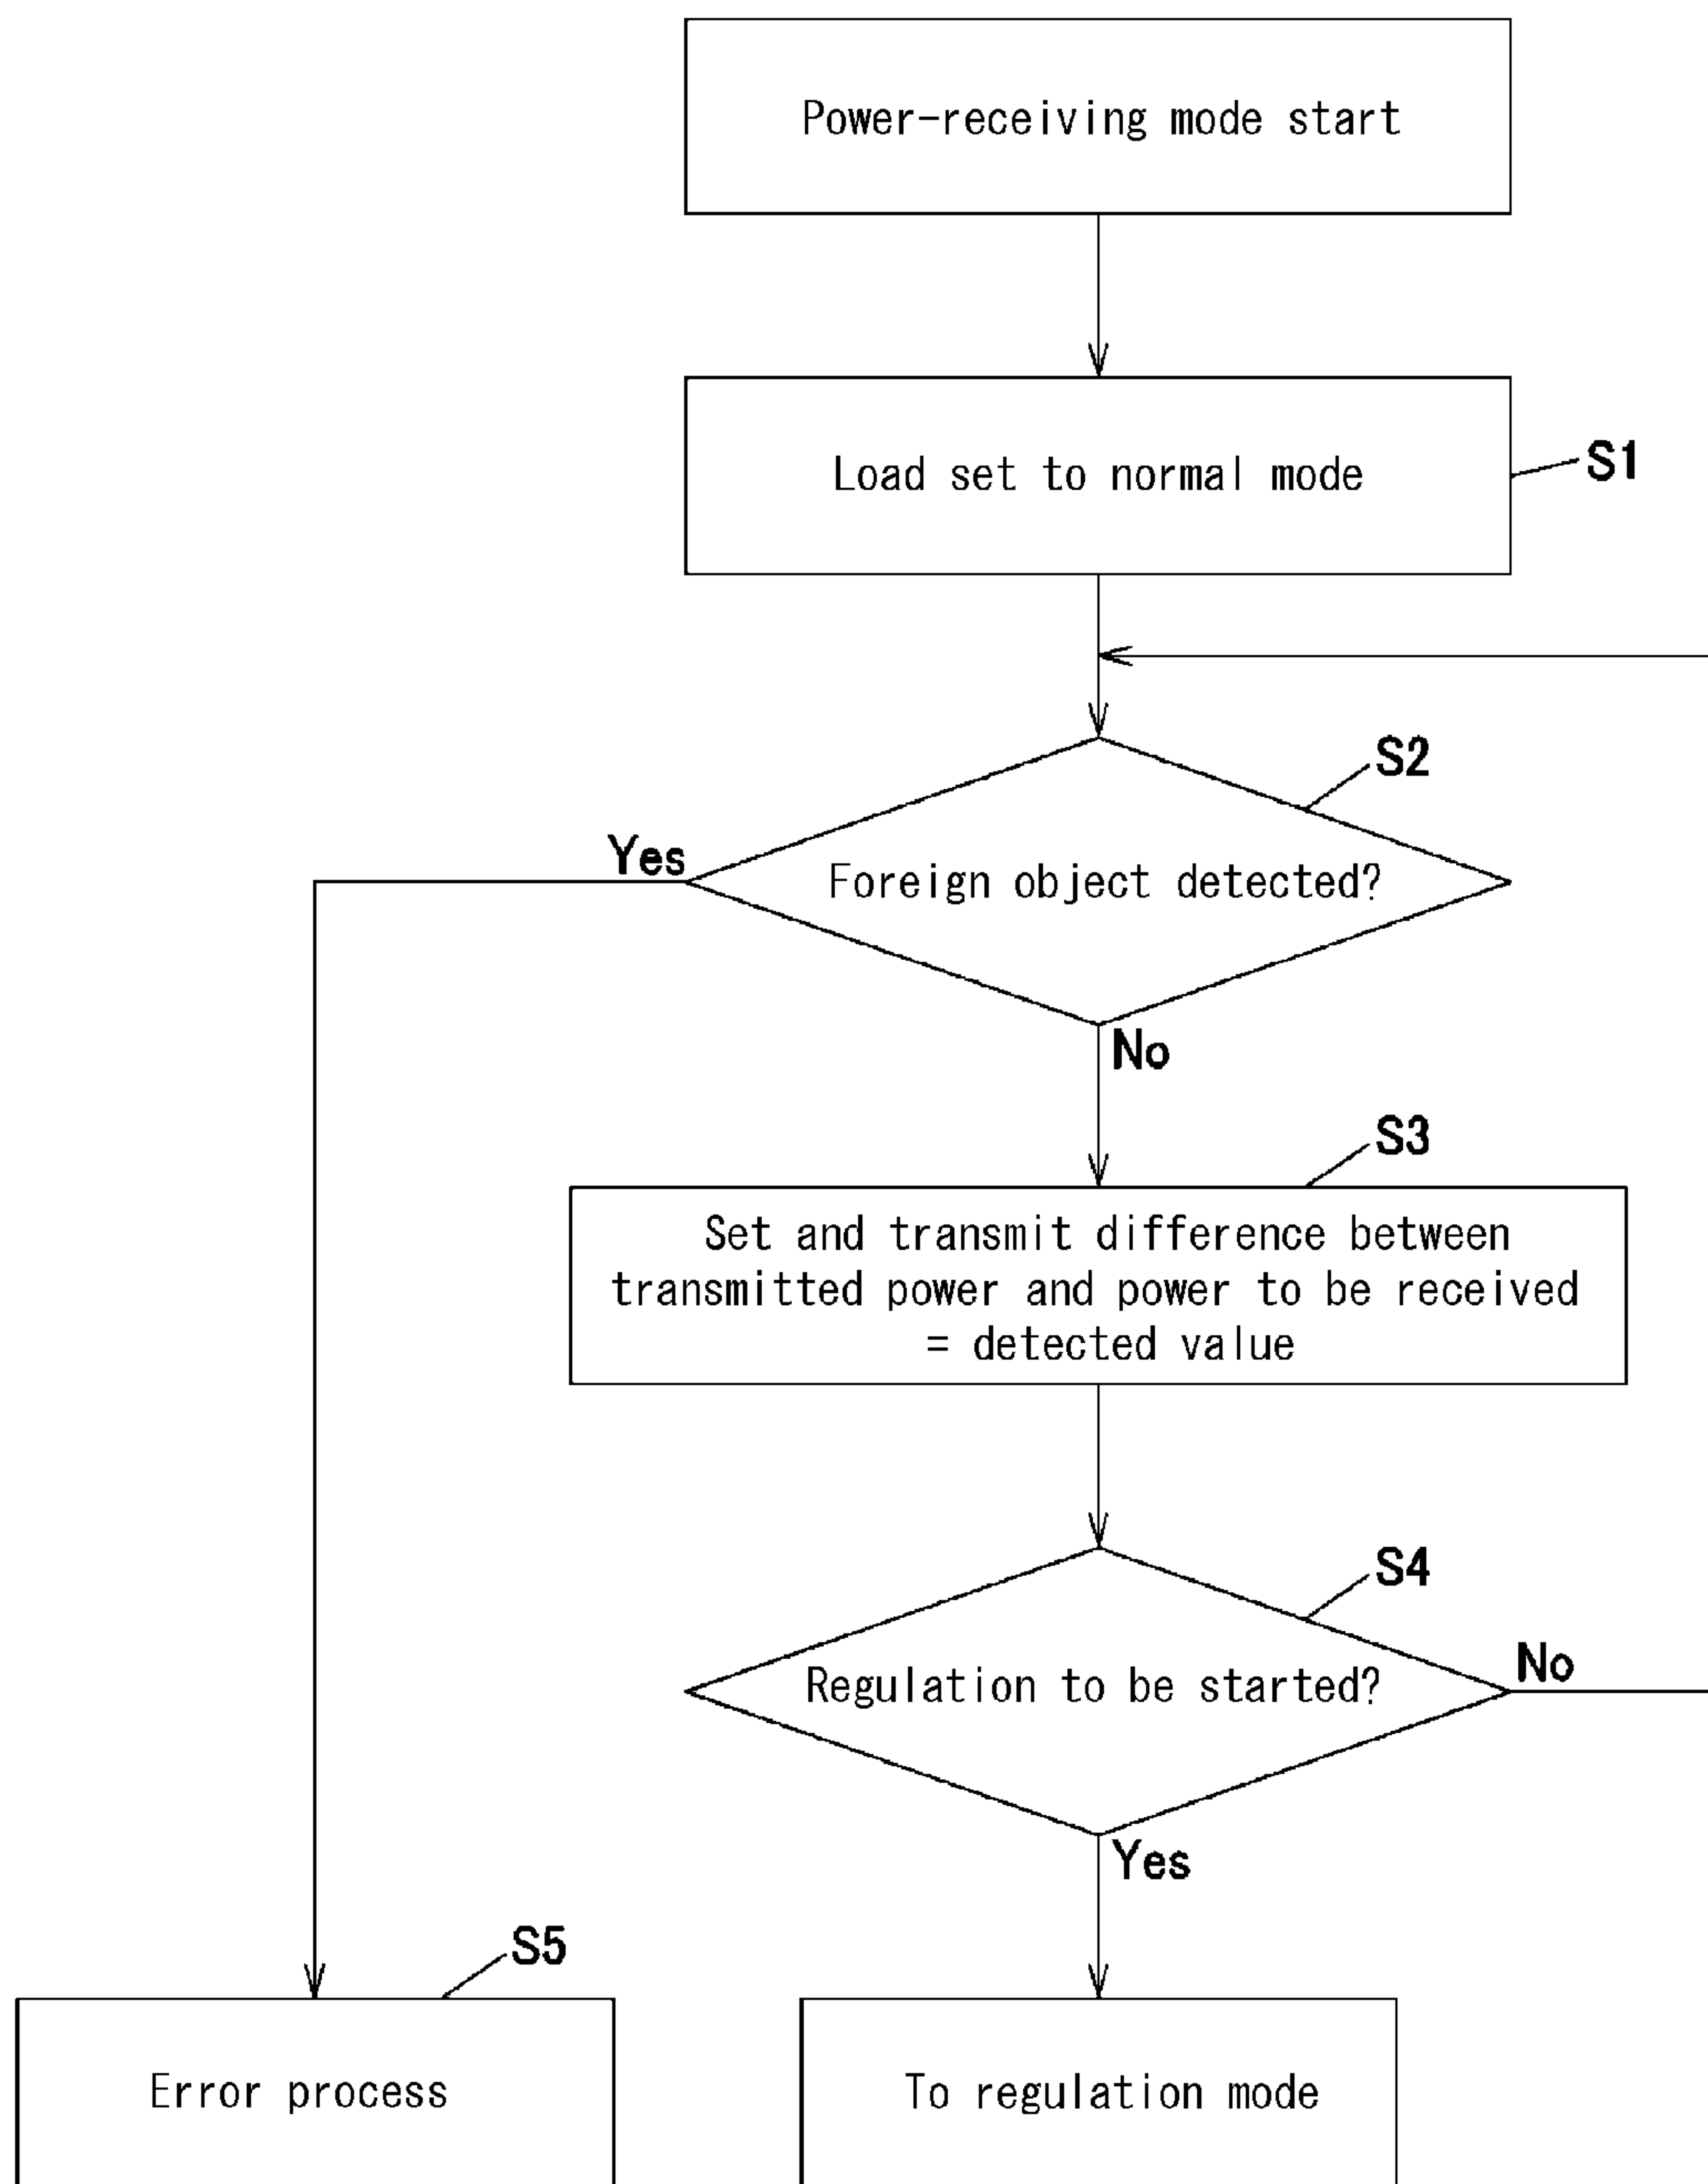 Power-receiving mode start
Load set to normal mode
S1
S2
Yes
Foreign object detected?
No
S3
Set and transmit difference between
transmitted power and power to be received
= detected value
S4
Regulation to be started?
No
Yes
S5
Error process
To regulation mode